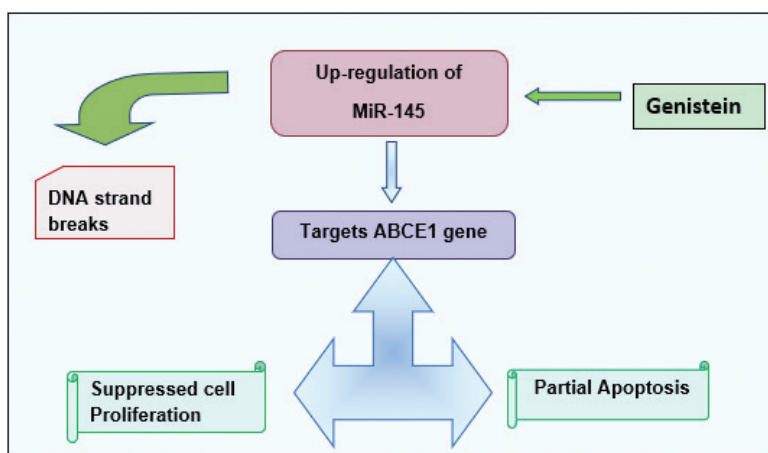 Up-regulation of
MiR-145
Genistein
DNA strand
breaks
Targets ABCE1 gene
Suppressed cell
Proliferation
Partial Apoptosis